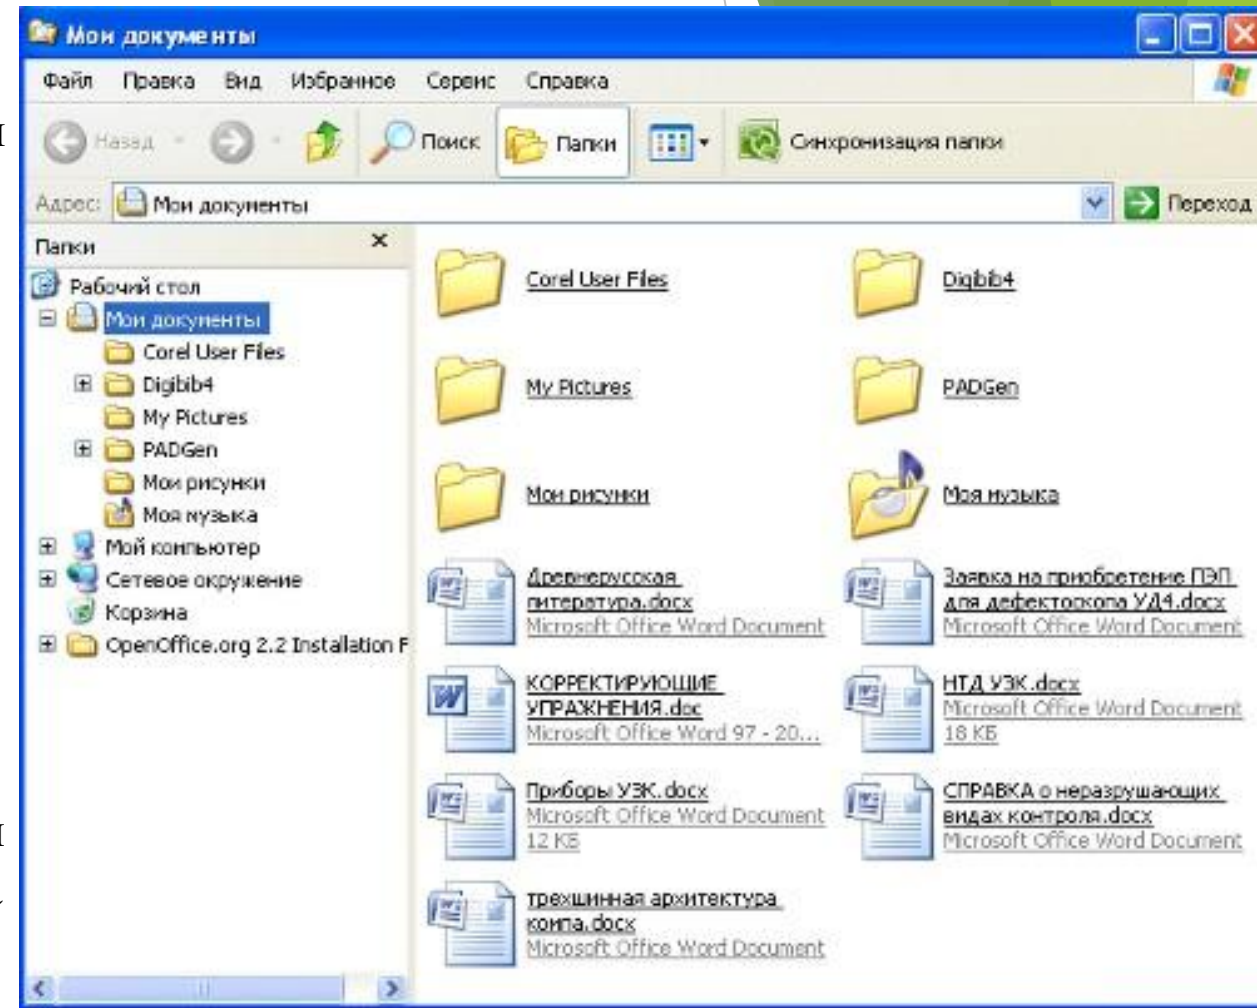 Мои документы
Файл Правка Вид Избранное Сервис Справка
Назад Поиск Папки Синхронизация папки
Адрес: Мои документы Переход
Папки
Рабочий стол
Мои документы
Corel User Files
Digibib4
My Pictures
PADGen
Мои рисунки
Моя музыка
Мой компьютер
Сетевое окружение
Корзина
OpenOffice.org 2.2 Installation F
Corel User Files
Digibib4
My Pictures
PADGen
Мои рисунки
Моя музыка
Древнерусская
литература.docx
Microsoft Office Word Document
Заявка на приобретение ПЭП
для дефектоскопа УД4.docx
Microsoft Office Word Document
КОРРЕКТИРУЮЩИЕ
УПРАЖНЕНИЯ.doc
Microsoft Office Word 97 - 20...
НТД УЗК.docx
Microsoft Office Word Document
18 КБ
Приборы УЗК.docx
Microsoft Office Word Document
12 КБ
СПРАВКА о неразрушающих
видах контроля.docx
Microsoft Office Word Document
трехшинная архитектура
компа.docx
Microsoft Office Word Document